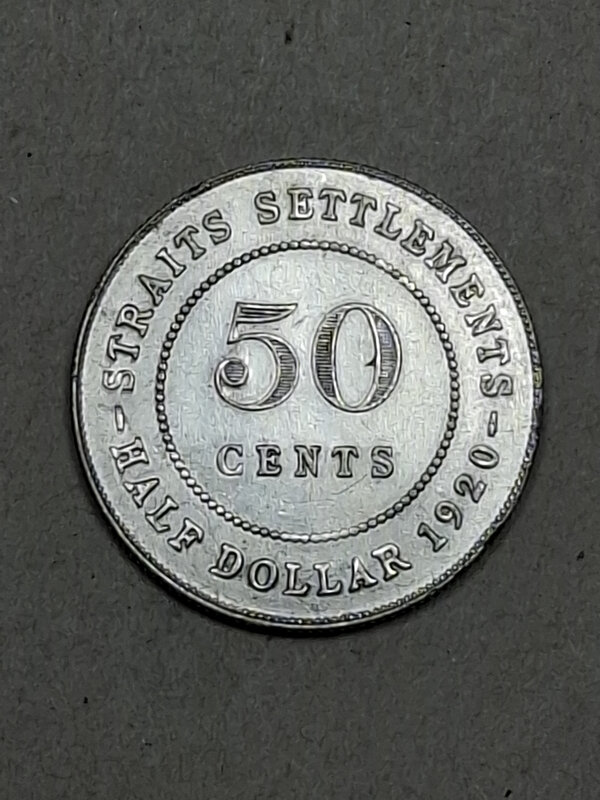 STRAITS SETTLEMENTS
50
CENTS
HALF DOLLAR 1920